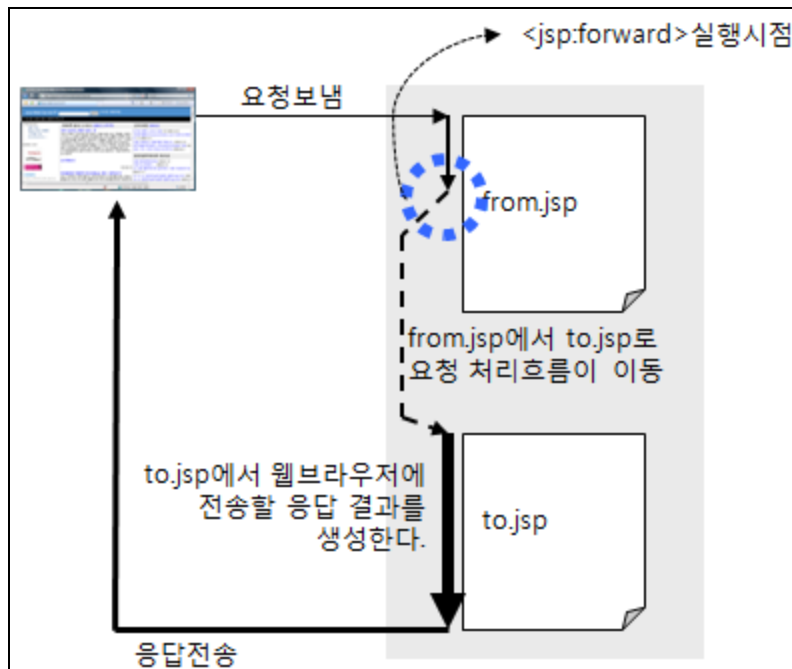 <jsp:forward>실행시점
요청보냄
from.jsp
from.jsp에서 to.jsp로
요청 처리흐름이 이동
to.jsp에서 웹브라우저에
전송할 응답 결과를
생성한다.
to.jsp
응답전송